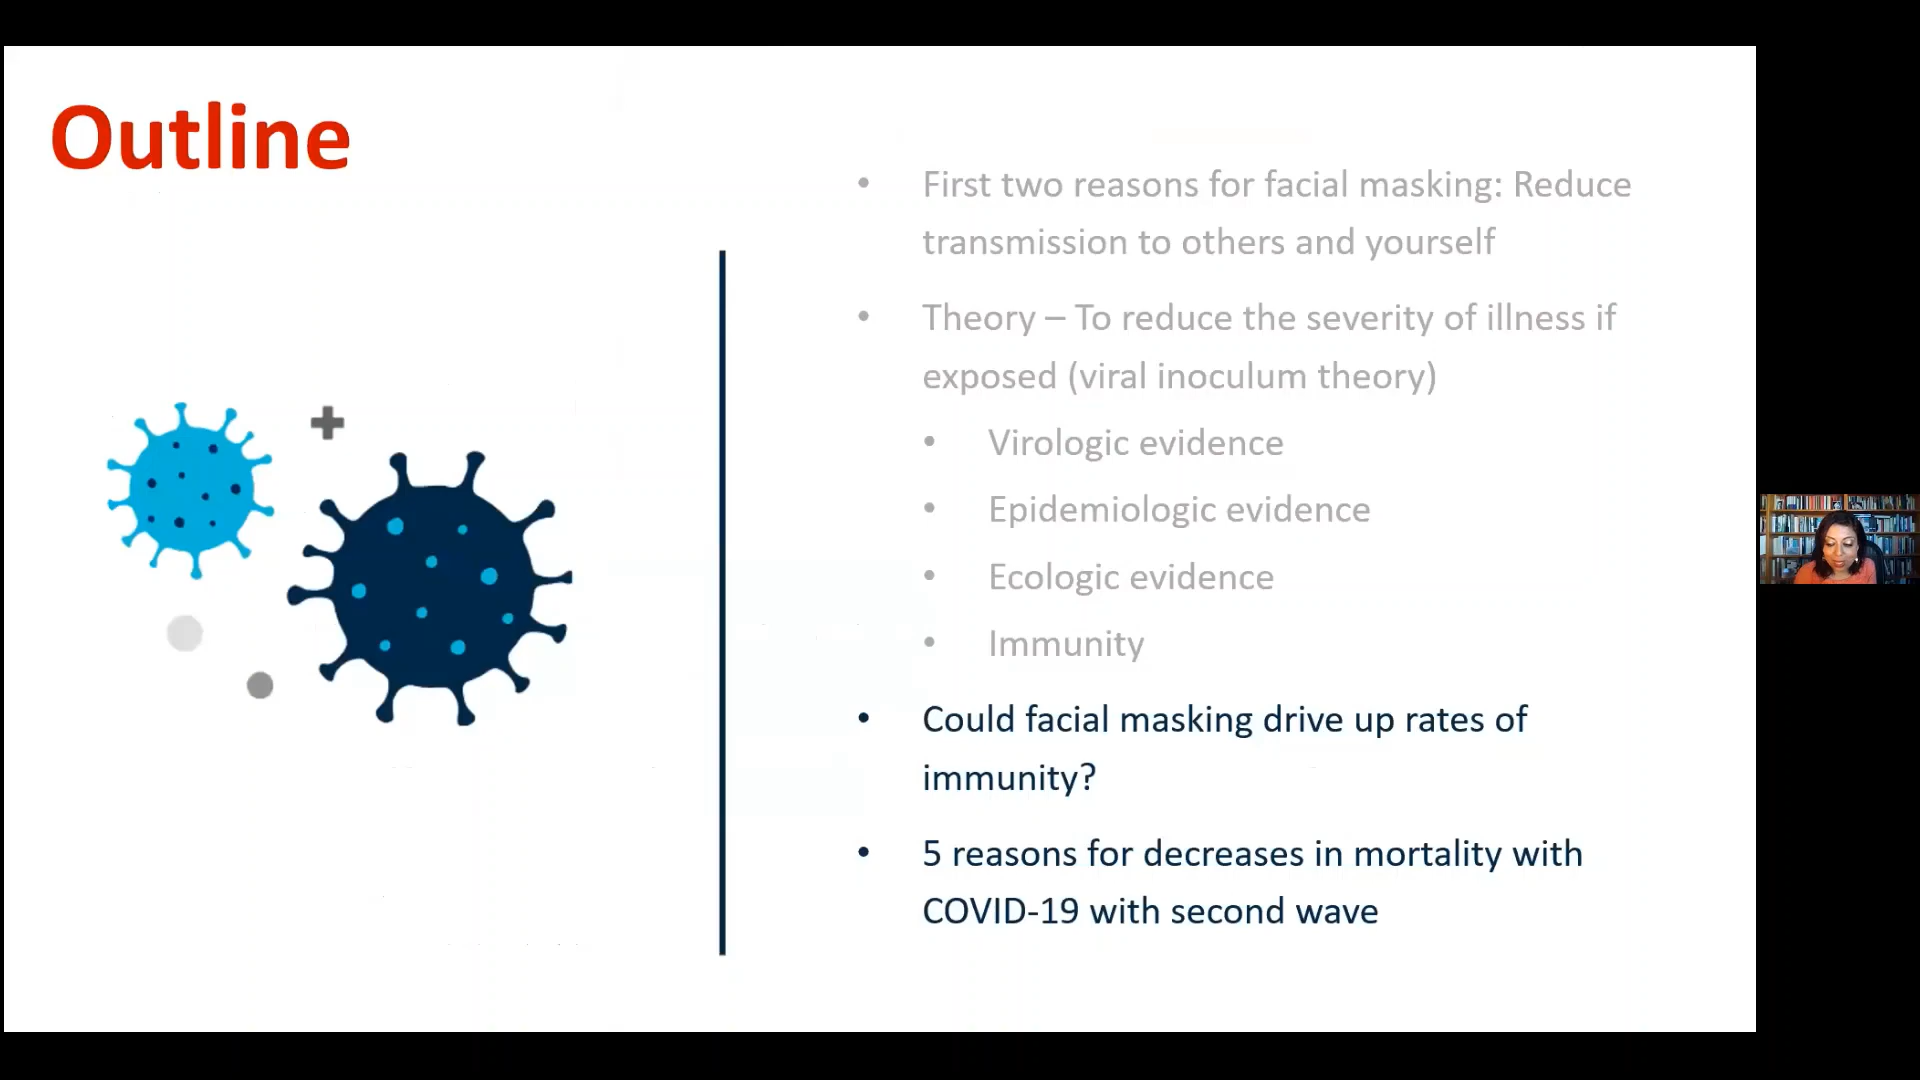 Outline
• First two reasons for facial masking: Reduce
transmission to others and yourself
• Theory – To reduce the severity of illness if
exposed (viral inoculum theory)
• Virologic evidence
• Epidemiologic evidence
• Ecologic evidence
• Immunity
• Could facial masking drive up rates of
immunity?
• 5 reasons for decreases in mortality with
COVID-19 with second wave